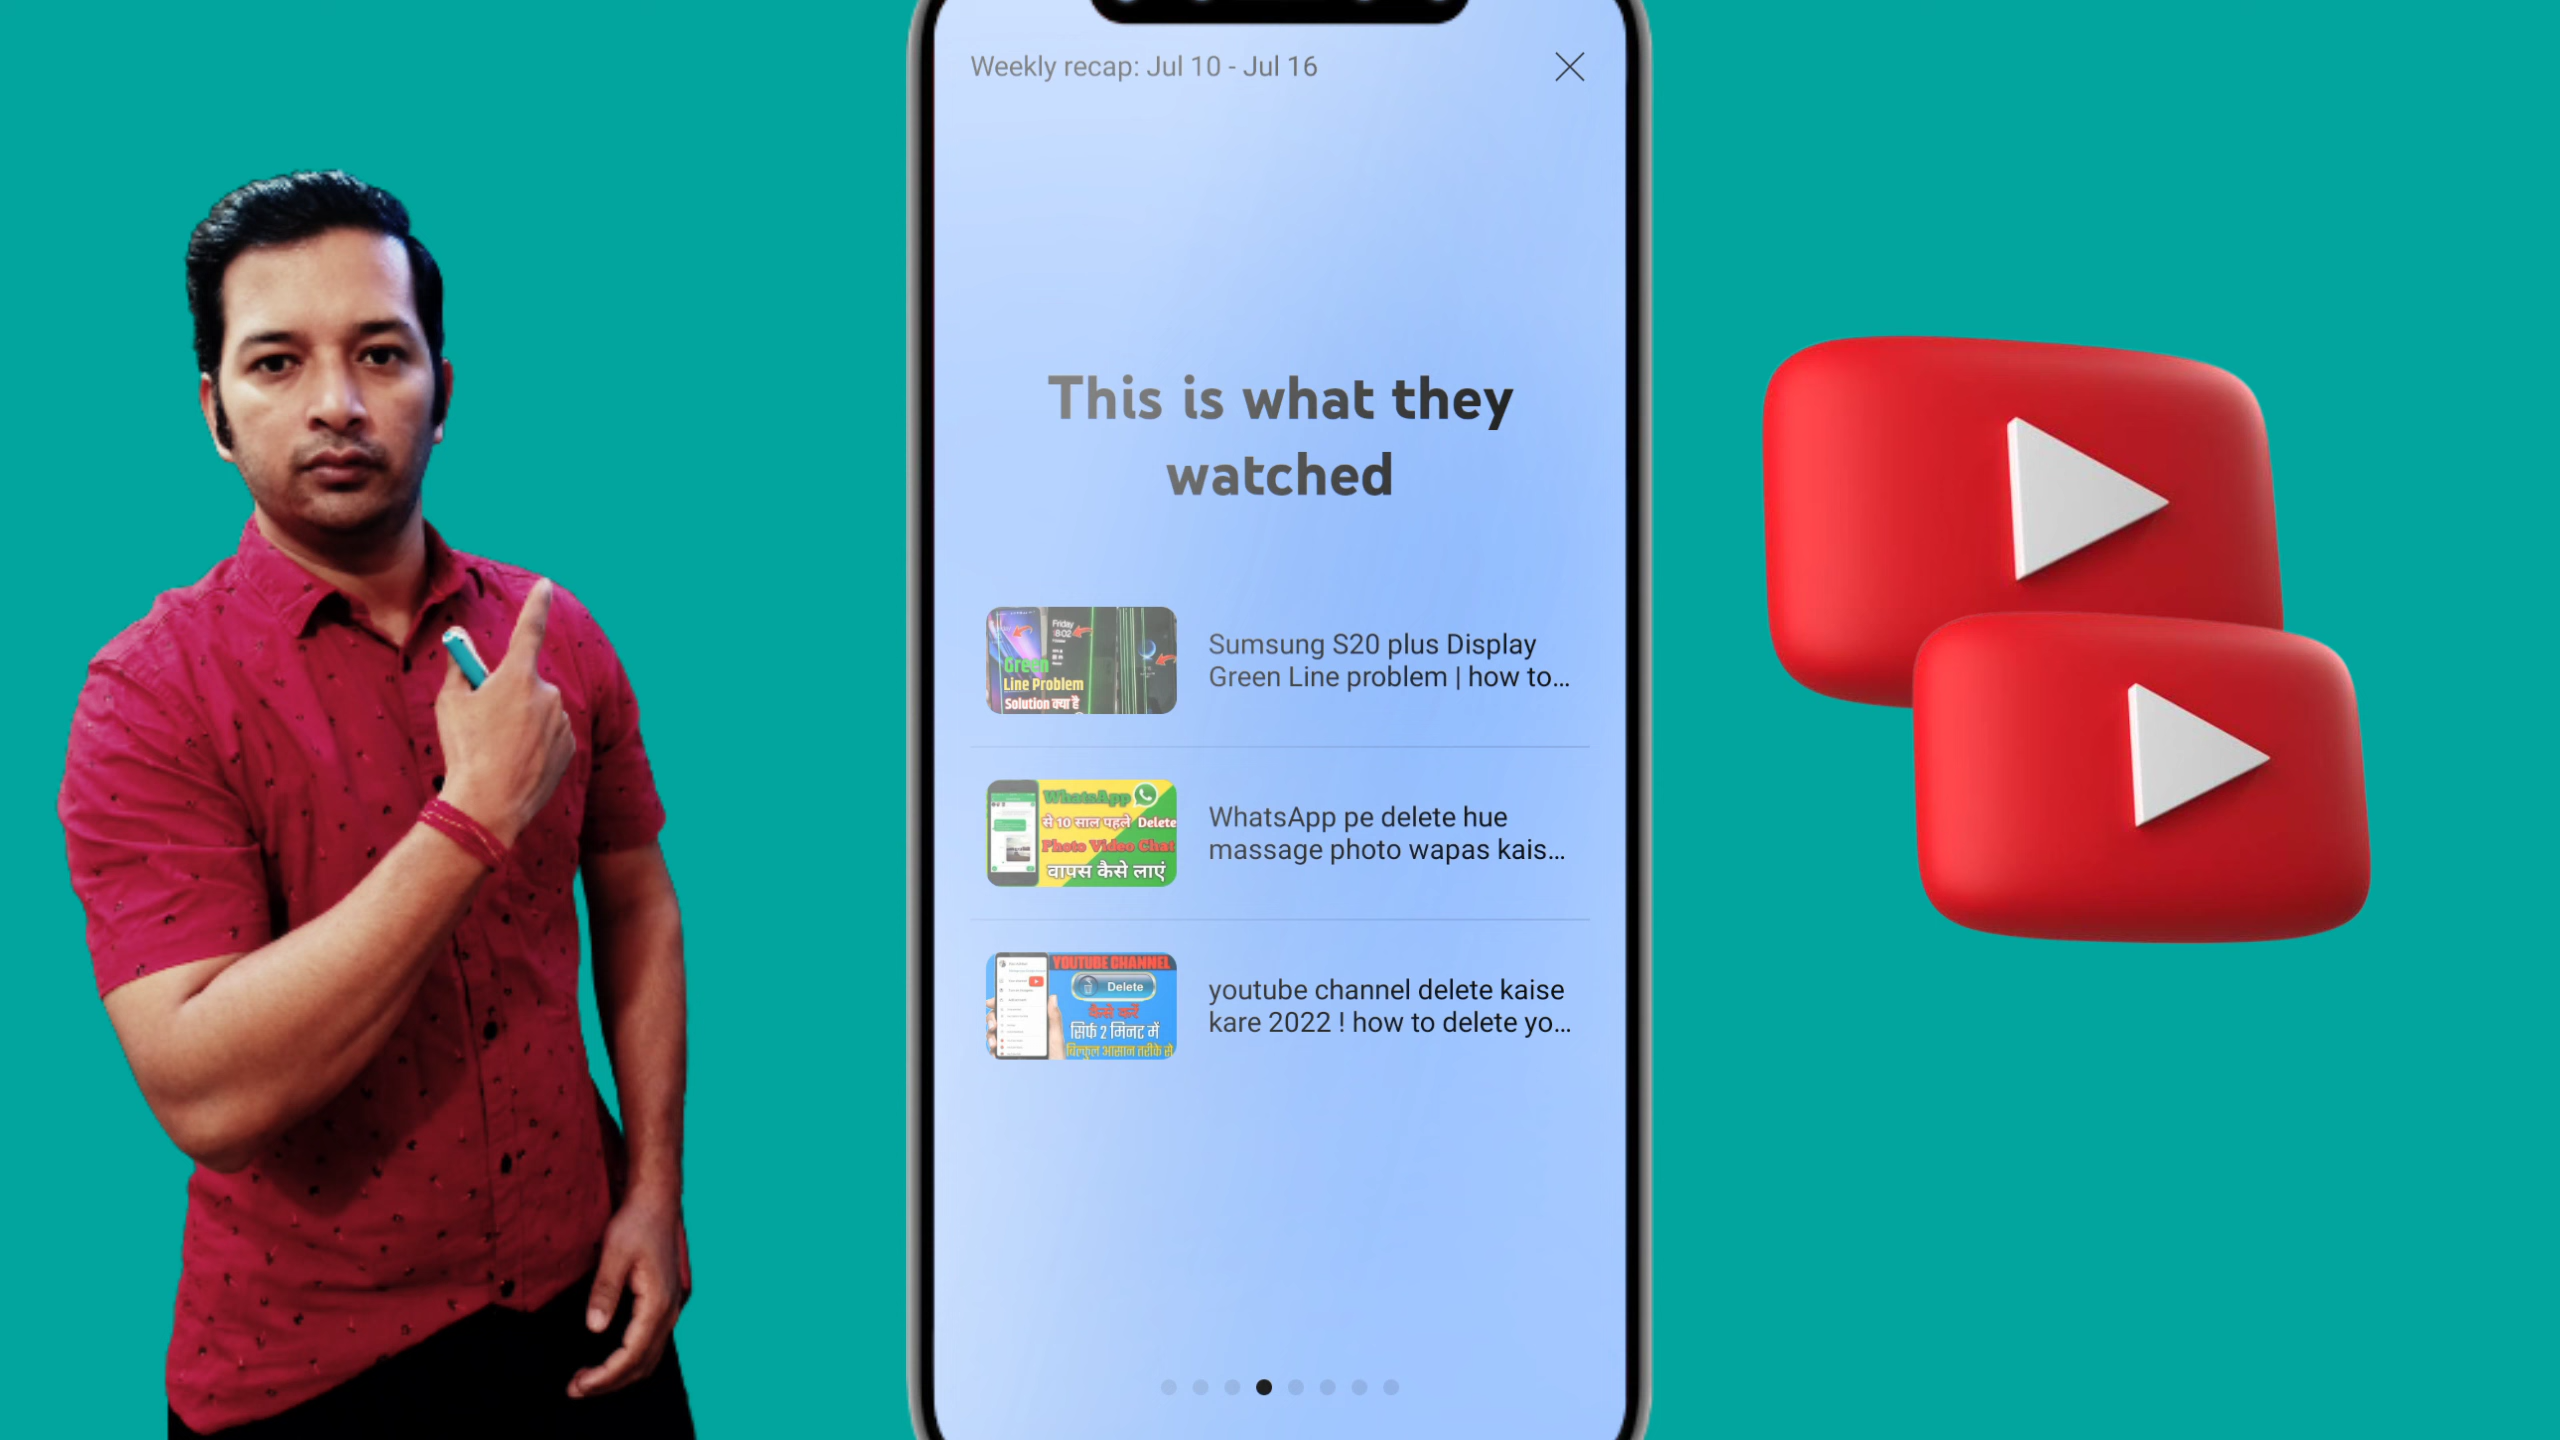 Weekly recap: Jul 10 - Jul 16
This is what they
watched
Friday
18:02
Green
Line Problem
Solution क्या है
Sumsung S20 plus Display
Green Line problem | how to...
WhatsApp
से 10 साल पहले Delete
Photo Video Chat
वापस कैसे लाएं
WhatsApp pe delete hue
massage photo wapas kais...
YOUTUBE CHANNEL
Delete
कैसे करें
सिर्फ 2 मिनट में
बिल्कुल आसान तरीके से
youtube channel delete kaise
kare 2022 ! how to delete yo...